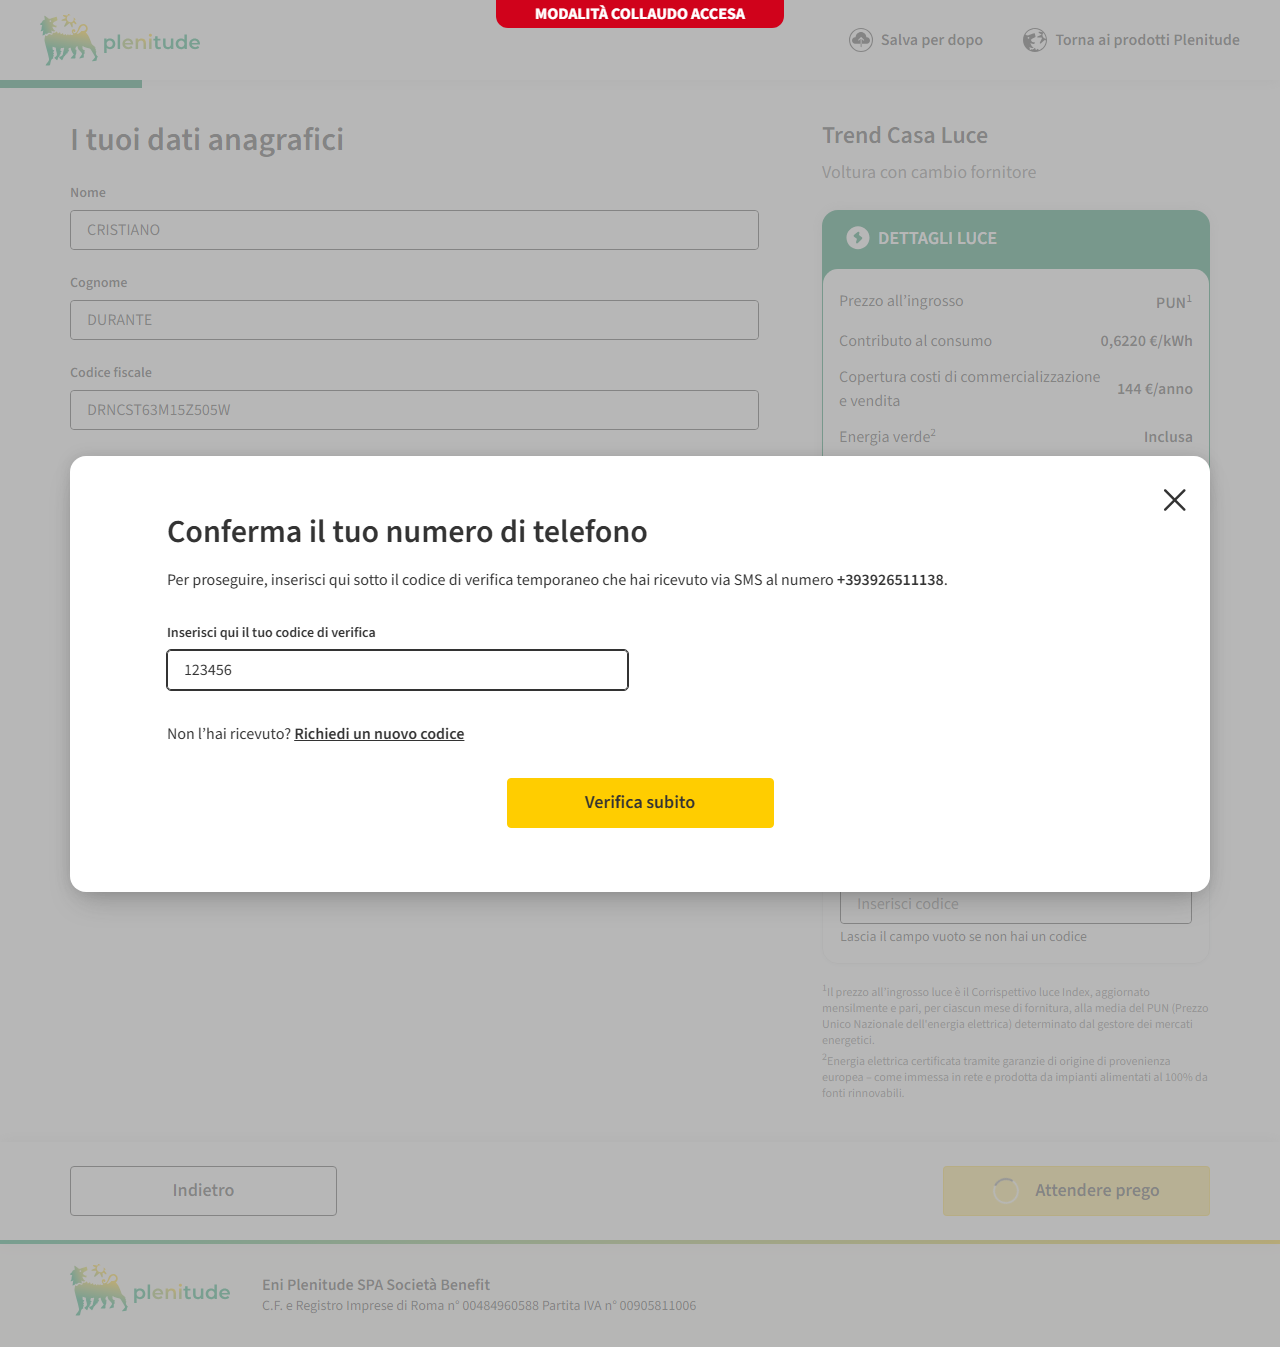 MODALITÀ COLLAUDO ACCESA
plenitude
Salva per dopo
Torna ai prodotti Plenitude
I tuoi dati anagrafici
Nome
CRISTIANO
Cognome
DURANTE
Codice fiscale
DRNCST63M15Z505W
Trend Casa Luce
Voltura con cambio fornitore
DETTAGLI LUCE
Prezzo all’ingrosso PUN¹
Contributo al consumo 0,6220 €/kWh
Copertura costi di commercializzazione
e vendita 144 €/anno
Energia verde² Inclusa
Conferma il tuo numero di telefono
Per proseguire, inserisci qui sotto il codice di verifica temporaneo che hai ricevuto via SMS al numero +393926511138.
Inserisci qui il tuo codice di verifica
123456
Non l’hai ricevuto? Richiedi un nuovo codice
Verifica subito
Inserisci codice
Lascia il campo vuoto se non hai un codice
¹Il prezzo all’ingrosso luce è il Corrispettivo luce Index, aggiornato
mensilmente e pari, per ciascun mese di fornitura, alla media del PUN (Prezzo
Unico Nazionale dell’energia elettrica) determinato dal gestore dei mercati
energetici.
²Energia elettrica certificata tramite garanzie di origine di provenienza
europea – come immessa in rete e prodotta da impianti alimentati al 100% da
fonti rinnovabili.
Indietro
Attendere prego
plenitude
Eni Plenitude SPA Società Benefit
C.F. e Registro Imprese di Roma n° 00484960588 Partita IVA n° 00905811006